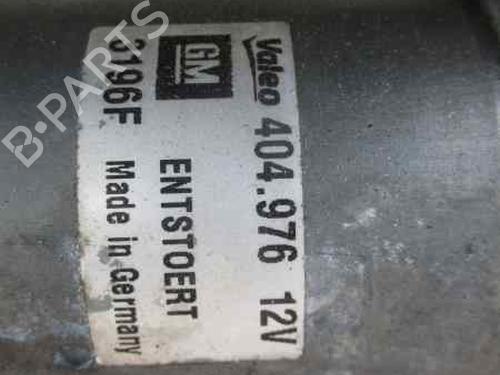 Valeo 404.976 12V
GM ENTSTOERT
3196F Made in Germany
B-PARTS